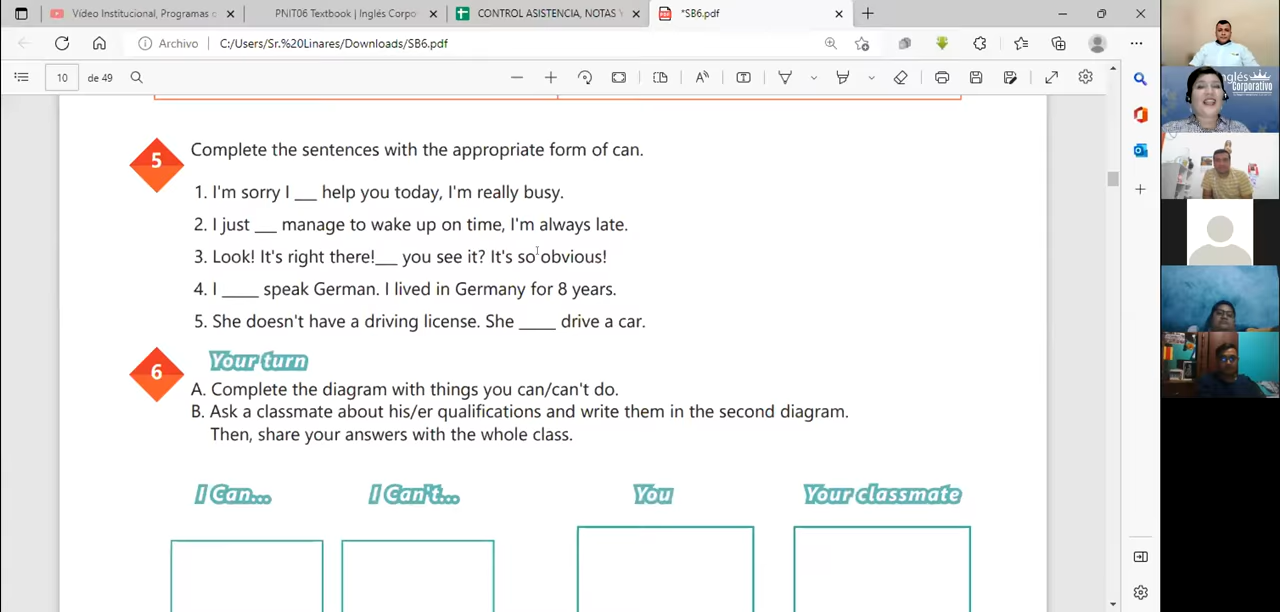 Vídeo Institucional, Programas
PNIT06 Textbook | Inglés Corpo
CONTROL ASISTENCIA, NOTAS Y
*SB6.pdf
Archivo
C:/Users/Sr.%20Linares/Downloads/SB6.pdf
10
de 49
5
Complete the sentences with the appropriate form of can.
1. I'm sorry I ___ help you today, I'm really busy.
2. I just ___ manage to wake up on time, I'm always late.
3. Look! It's right there!___ you see it? It's so obvious!
4. I _____ speak German. I lived in Germany for 8 years.
5. She doesn't have a driving license. She _____ drive a car.
6
Your turn
A. Complete the diagram with things you can/can't do.
B. Ask a classmate about his/er qualifications and write them in the second diagram.
Then, share your answers with the whole class.
I Can...
I Can't...
You
Your classmate
Inglés
Corporativo